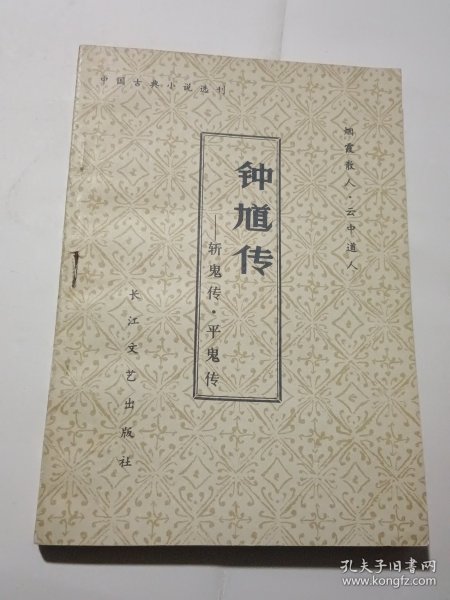 中国古典小说选刊
烟霞散人·云中道人
钟馗传
——斩鬼传·平鬼传
长江文艺出版社
孔夫子旧书网
www.kongfz.com